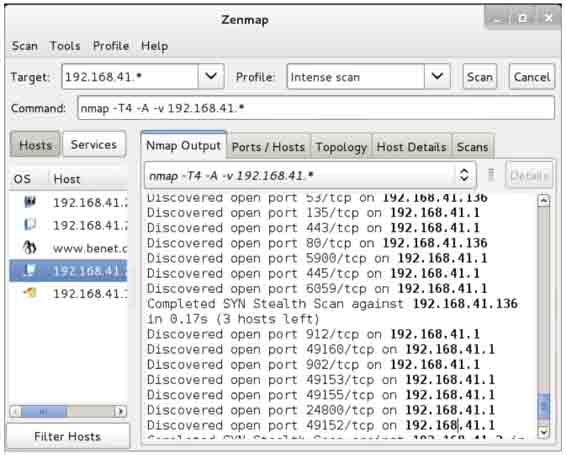 Zenmap
Scan Tools Profile Help
Target: 192.168.41.* Profile: Intense scan Scan Cancel
Command: nmap -T4 -A -v 192.168.41.*
Hosts Services Nmap Output Ports / Hosts Topology Host Details Scans
nmap -T4 -A -v 192.168.41.* Details
OS Host
192.168.41.
192.168.41.
www.benet.c
192.168.41.
192.168.41.
Filter Hosts
Discovered open port 53/tcp on 192.168.41.136
Discovered open port 135/tcp on 192.168.41.1
Discovered open port 443/tcp on 192.168.41.1
Discovered open port 80/tcp on 192.168.41.136
Discovered open port 5900/tcp on 192.168.41.1
Discovered open port 445/tcp on 192.168.41.1
Discovered open port 6059/tcp on 192.168.41.1
Completed SYN Stealth Scan against 192.168.41.136
in 0.17s (3 hosts left)
Discovered open port 912/tcp on 192.168.41.1
Discovered open port 49160/tcp on 192.168.41.1
Discovered open port 902/tcp on 192.168.41.1
Discovered open port 49153/tcp on 192.168.41.1
Discovered open port 49155/tcp on 192.168.41.1
Discovered open port 24800/tcp on 192.168.41.1
Discovered open port 49152/tcp on 192.168.41.1
Completed SYN Stealth Scan against 192.168.41.2 in